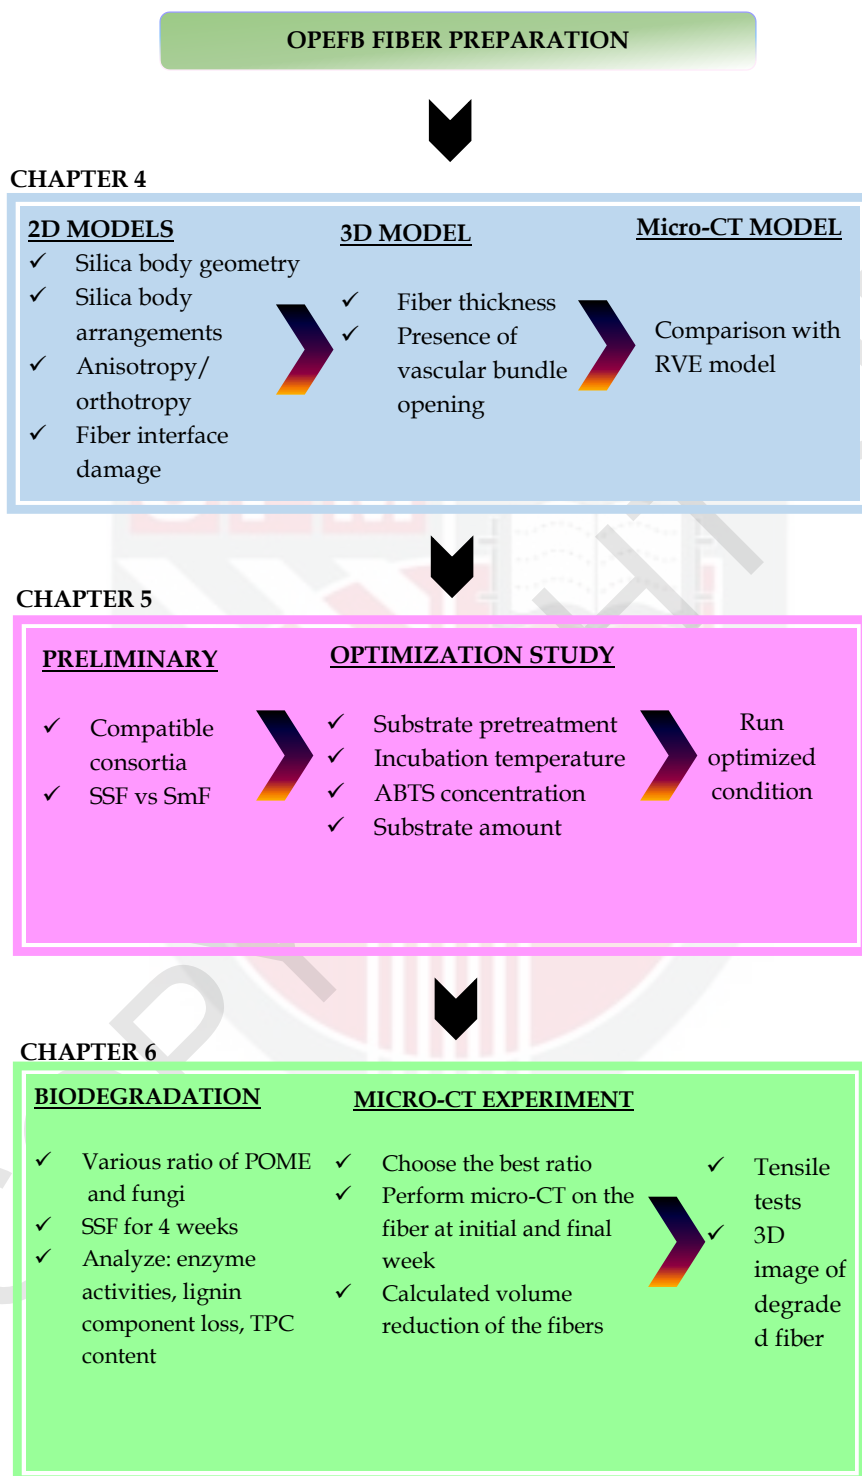 OPEFB FIBER PREPARATION
CHAPTER 4
2D MODELS
✓ Silica body geometry
✓ Silica body
arrangements
✓ Anisotropy/
orthotropy
✓ Fiber interface
damage
3D MODEL
✓ Fiber thickness
✓ Presence of
vascular bundle
opening
Micro-CT MODEL
Comparison with
RVE model
CHAPTER 5
PRELIMINARY
✓ Compatible
consortia
✓ SSF vs SmF
OPTIMIZATION STUDY
✓ Substrate pretreatment
✓ Incubation temperature
✓ ABTS concentration
✓ Substrate amount
Run
optimized
condition
CHAPTER 6
BIODEGRADATION
✓ Various ratio of POME
and fungi
✓ SSF for 4 weeks
✓ Analyze: enzyme
activities, lignin
component loss, TPC
content
MICRO-CT EXPERIMENT
✓ Choose the best ratio
✓ Perform micro-CT on the
fiber at initial and final
week
✓ Calculated volume
reduction of the fibers
✓ Tensile
tests
✓ 3D
image of
degrade
d fiber